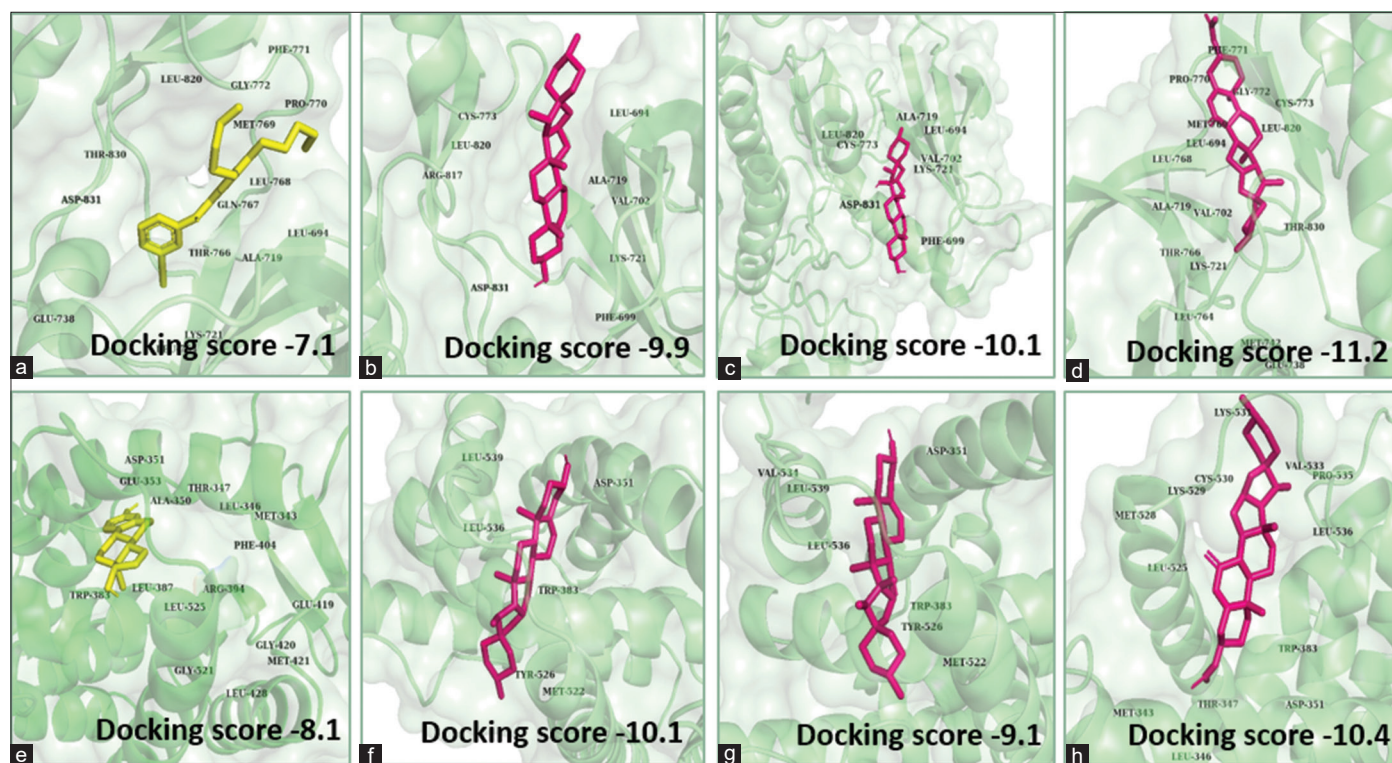 PHE-771
LEU-820
GLY-772
PRO-770
MET-769
THR-830
LEU-768
ASP-831
GLN-767
LEU-694
THR-766
ALA-719
GLU-738
LYS-721
Docking score -7.1
a
CYS-773
LEU-694
LEU-820
ARG-817
ALA-719
VAL-702
LYS-721
ASP-831
PHE-699
Docking score -9.9
b
ALA-719
LEU-820
LEU-694
CYS-773
VAL-702
LYS-721
ASP-831
PHE-699
Docking score -10.1
c
PHE-771
PRO-770
GLY-772
CYS-773
LEU-820
LEU-694
LEU-768
ALA-719
VAL-702
THR-830
THR-766
LYS-721
LEU-764
MET-742
GLU-738
Docking score -11.2
d
ASP-351
GLU-353
THR-347
ALA-350
LEU-346
MET-343
PHE-404
LEU-387
ARG-394
TRP-383
LEU-525
GLU-419
GLY-420
MET-421
GLY-521
LEU-428
Docking score -8.1
e
LEU-539
ASP-351
LEU-536
TRP-383
TYR-526
MET-522
Docking score -10.1
f
ASP-351
VAL-534
LEU-539
LEU-536
TRP-383
TYR-526
MET-522
Docking score -9.1
g
LYS-531
VAL-533
CYS-530
PRO-535
LYS-529
MET-528
LEU-536
LEU-525
TRP-383
THR-347
ASP-351
MET-343
Docking score -10.4
LEU-346
h